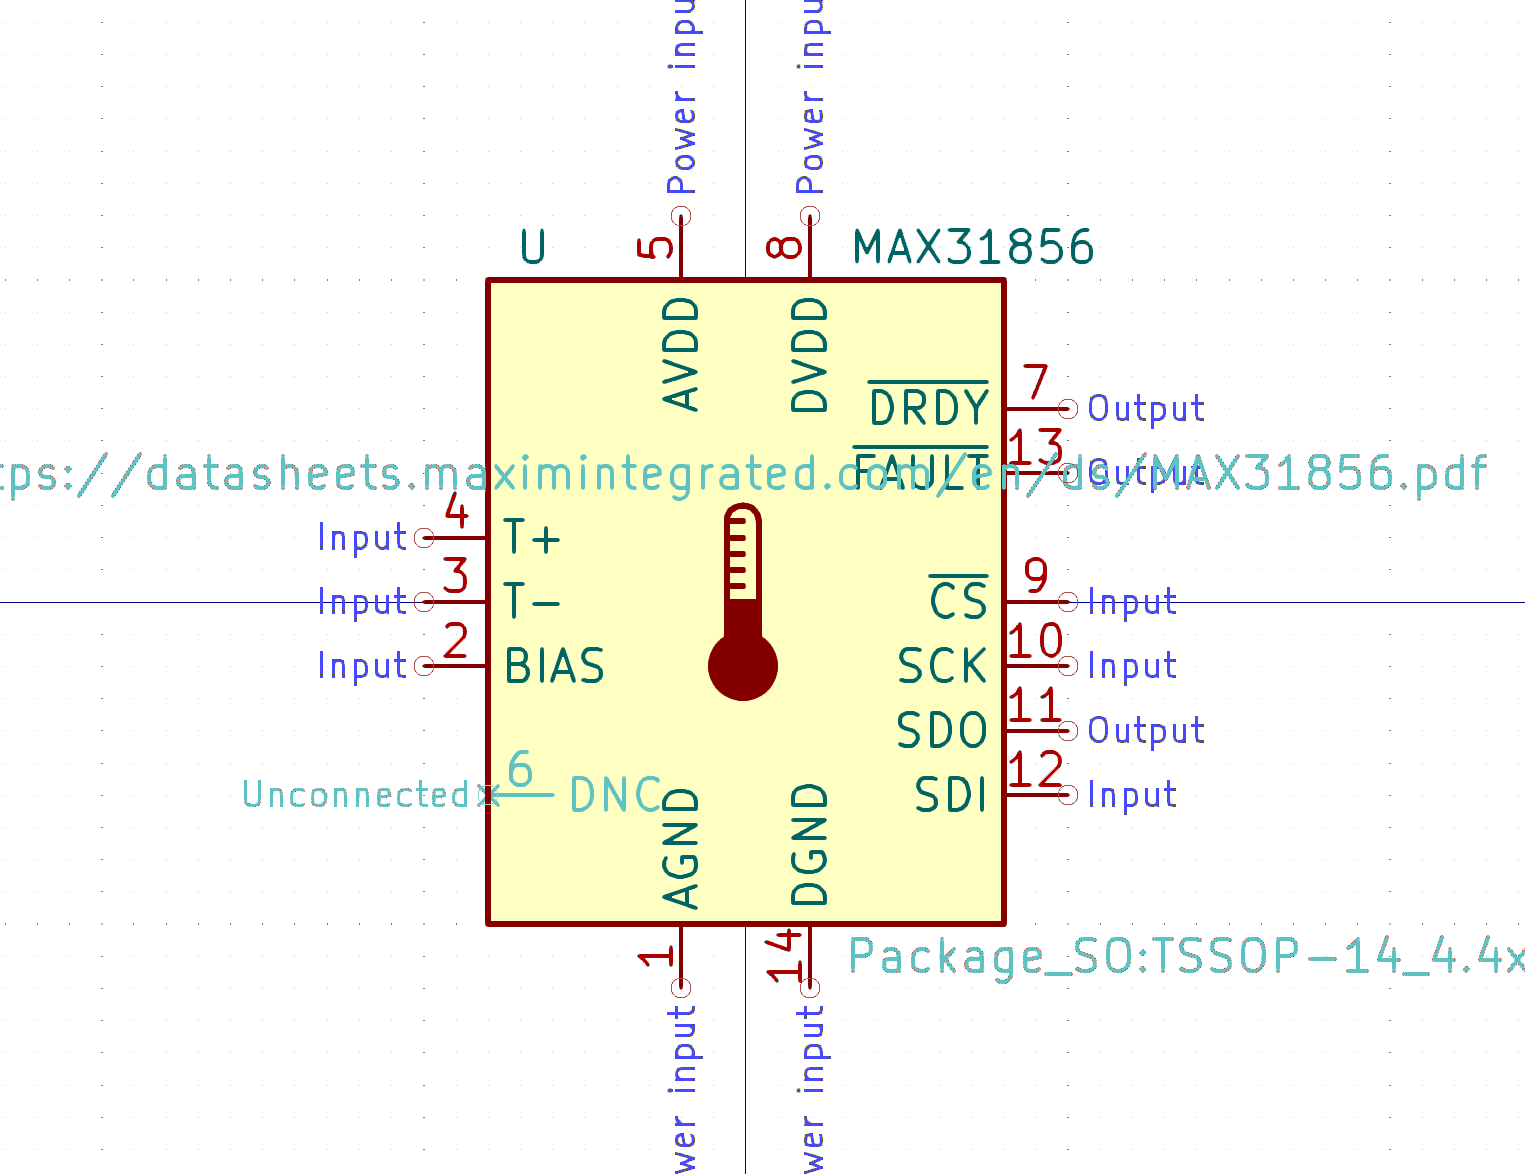 Power inpu
Power inpu
U
5
8
MAX31856
AVDD
DVDD
7
DRDY
Output
13
FAULT
Output
tps://datasheets.maximintegrated.com/en/ds/MAX31856.pdf
Input
4
T+
Input
3
T-
9
CS
Input
Input
2
BIAS
10
SCK
Input
11
SDO
Output
Unconnected
6
DNC
12
SDI
Input
AGND
DGND
1
14
Package_SO:TSSOP-14_4.4x
wer input
wer input